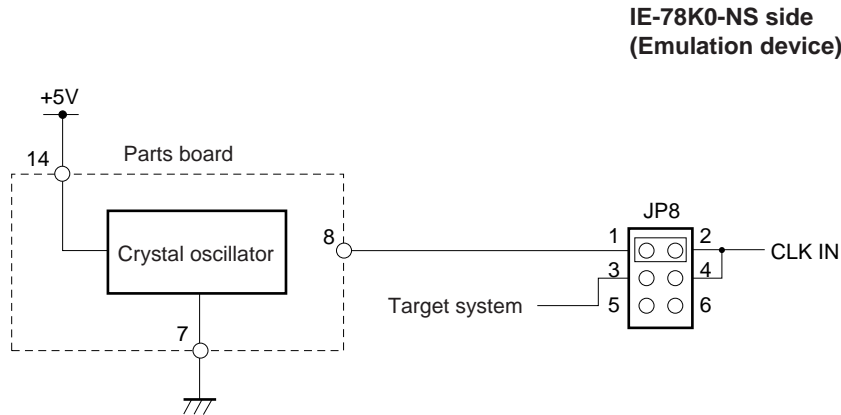 IE-78K0-NS side
(Emulation device)
+5V
14
Parts board
Crystal oscillator
8
7
JP8
1
2
CLK IN
3
4
Target system
5
6